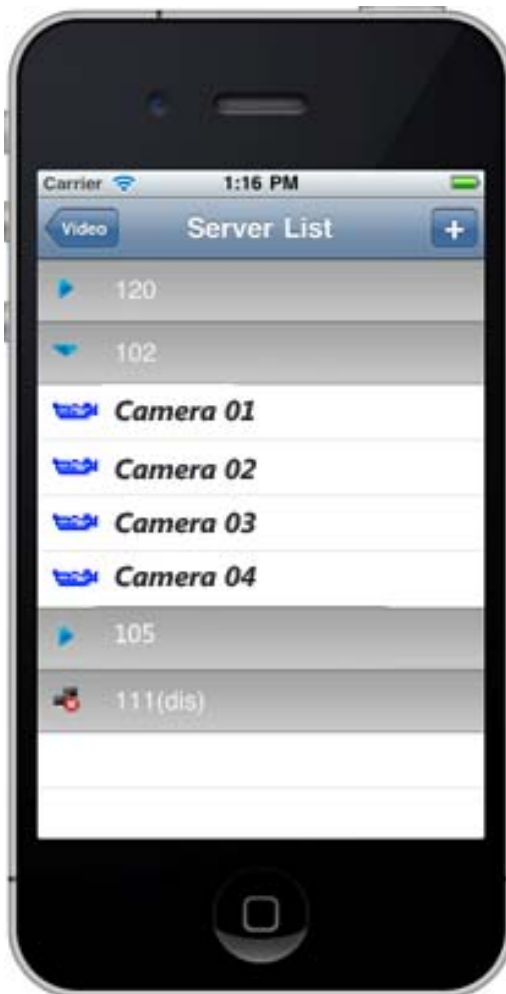 Carrier 1:16 PM
Video Server List +
120
102
Camera 01
Camera 02
Camera 03
Camera 04
105
111(dis)